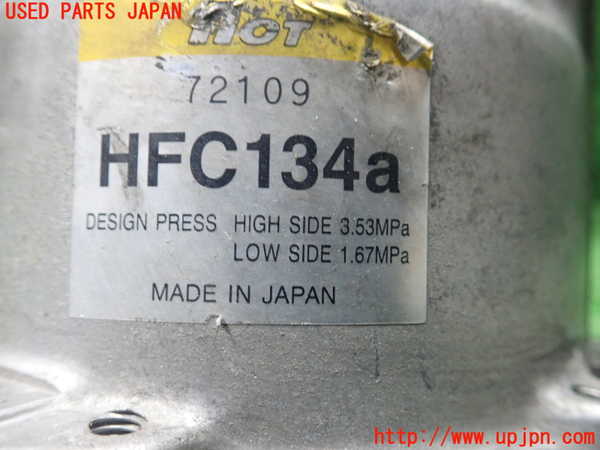 USED PARTS JAPAN
HCT
72109
HFC134a
DESIGN PRESS HIGH SIDE 3.53MPa
LOW SIDE 1.67MPa
MADE IN JAPAN
http://www.upjpn.com/